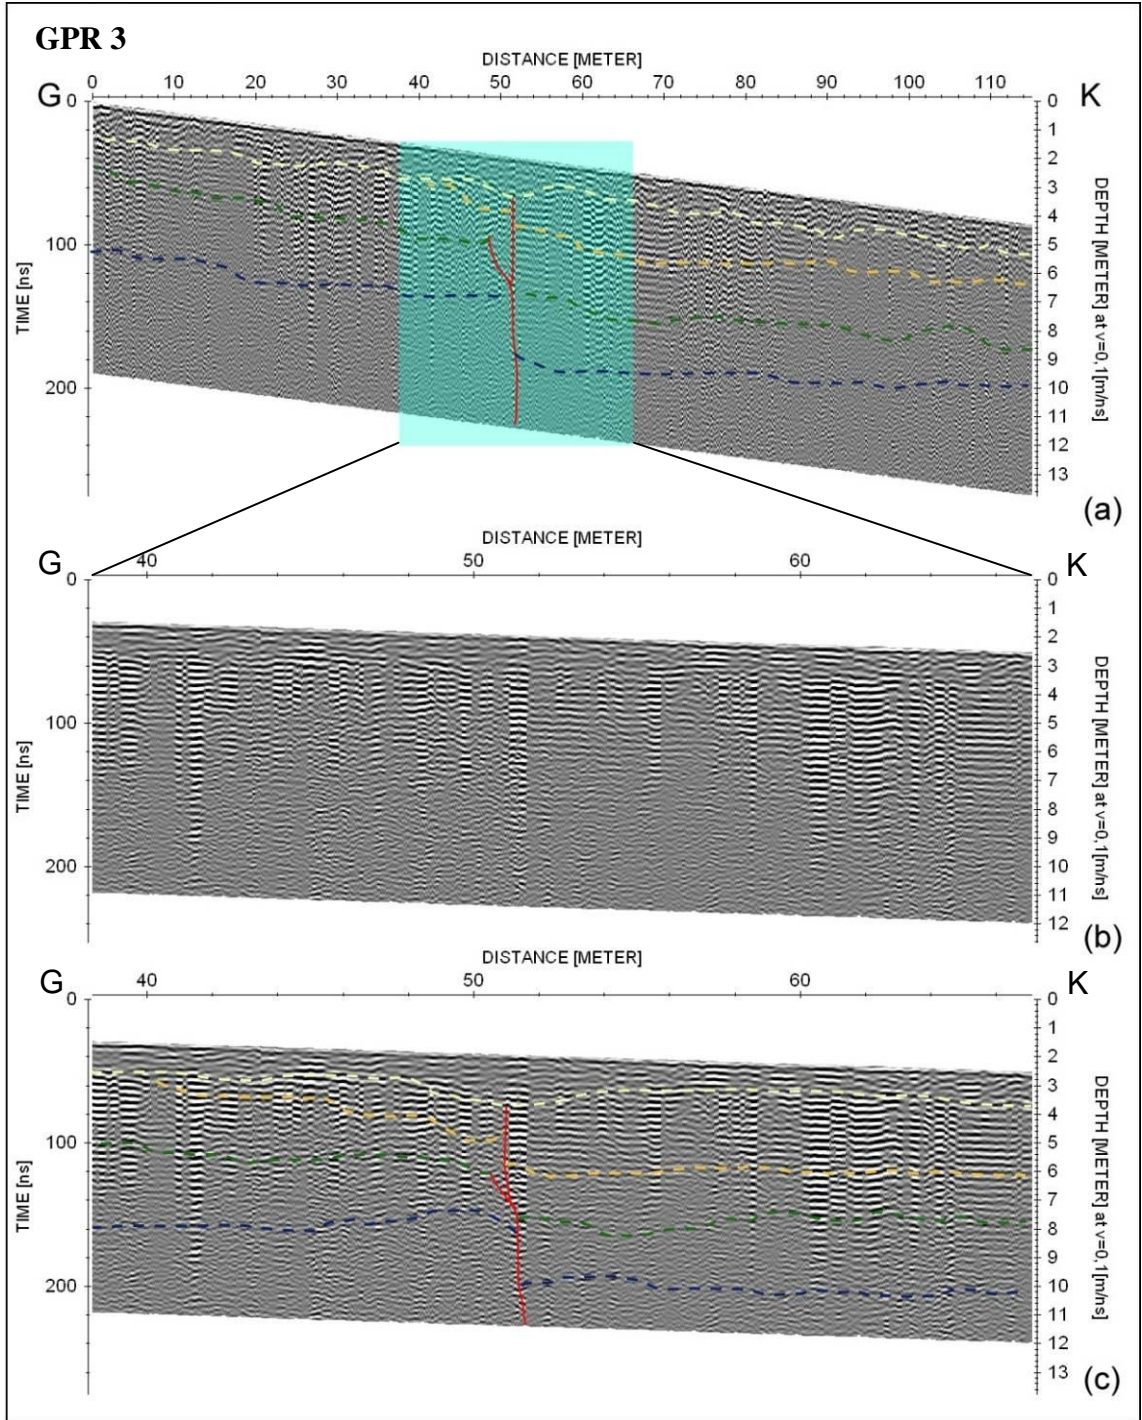 GPR 3
DISTANCE [METER]
0 10 20 30 40 50 60 70 80 90 100 110
G K
0 100 200
TIME [ns]
0 1 2 3 4 5 6 7 8 9 10 11 12 13
DEPTH [METER] at v=0,1[m/ns]
(a)
DISTANCE [METER]
40 50 60
G K
0 100 200
TIME [ns]
0 1 2 3 4 5 6 7 8 9 10 11 12
DEPTH [METER] at v=0,1[m/ns]
(b)
DISTANCE [METER]
40 50 60
G K
0 100 200
TIME [ns]
0 1 2 3 4 5 6 7 8 9 10 11 12 13
DEPTH [METER] at v=0,1[m/ns]
(c)